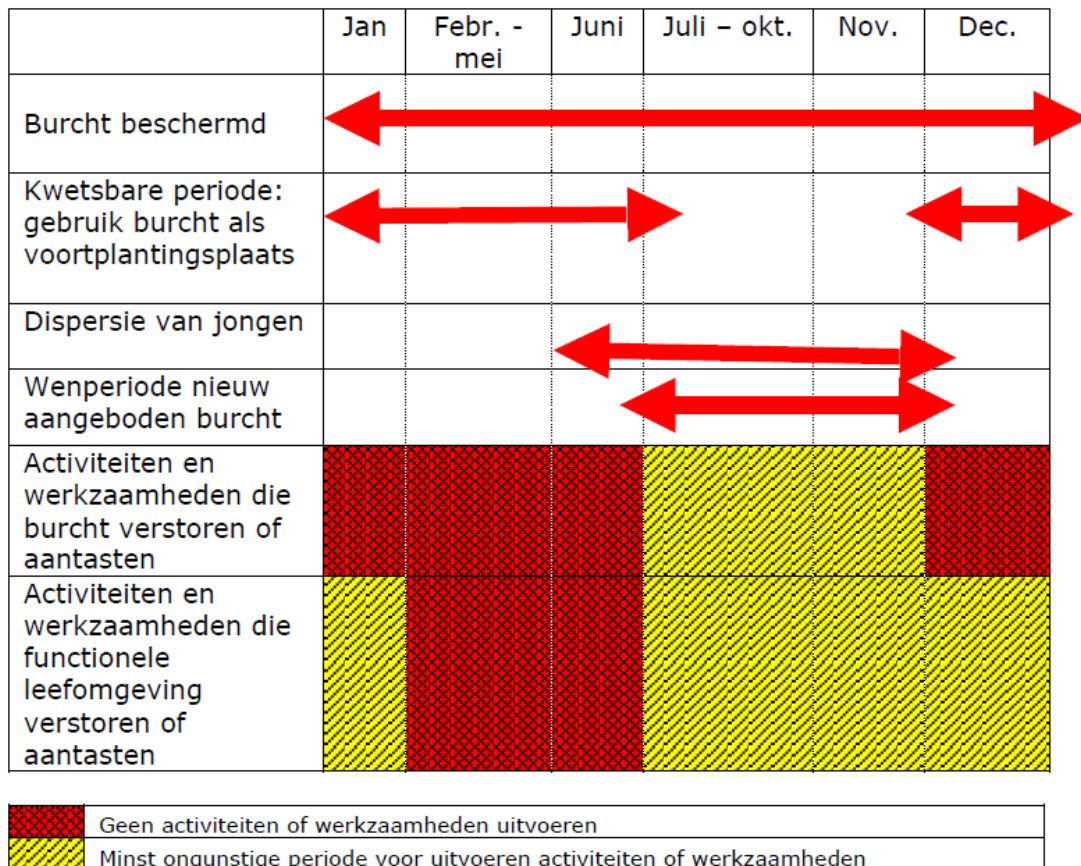 Jan
Febr. -
mei
Juni
Juli – okt.
Nov.
Dec.
Burcht beschermd
Kwetsbare periode:
gebruik burcht als
voortplantingsplaats
Dispersie van jongen
Wenperiode nieuw
aangeboden burcht
Activiteiten en
werkzaamheden die
burcht verstoren of
aantasten
Activiteiten en
werkzaamheden die
functionele
leefomgeving
verstoren of
aantasten
Geen activiteiten of werkzaamheden uitvoeren
Minst ongunstige periode voor uitvoeren activiteiten of werkzaamheden